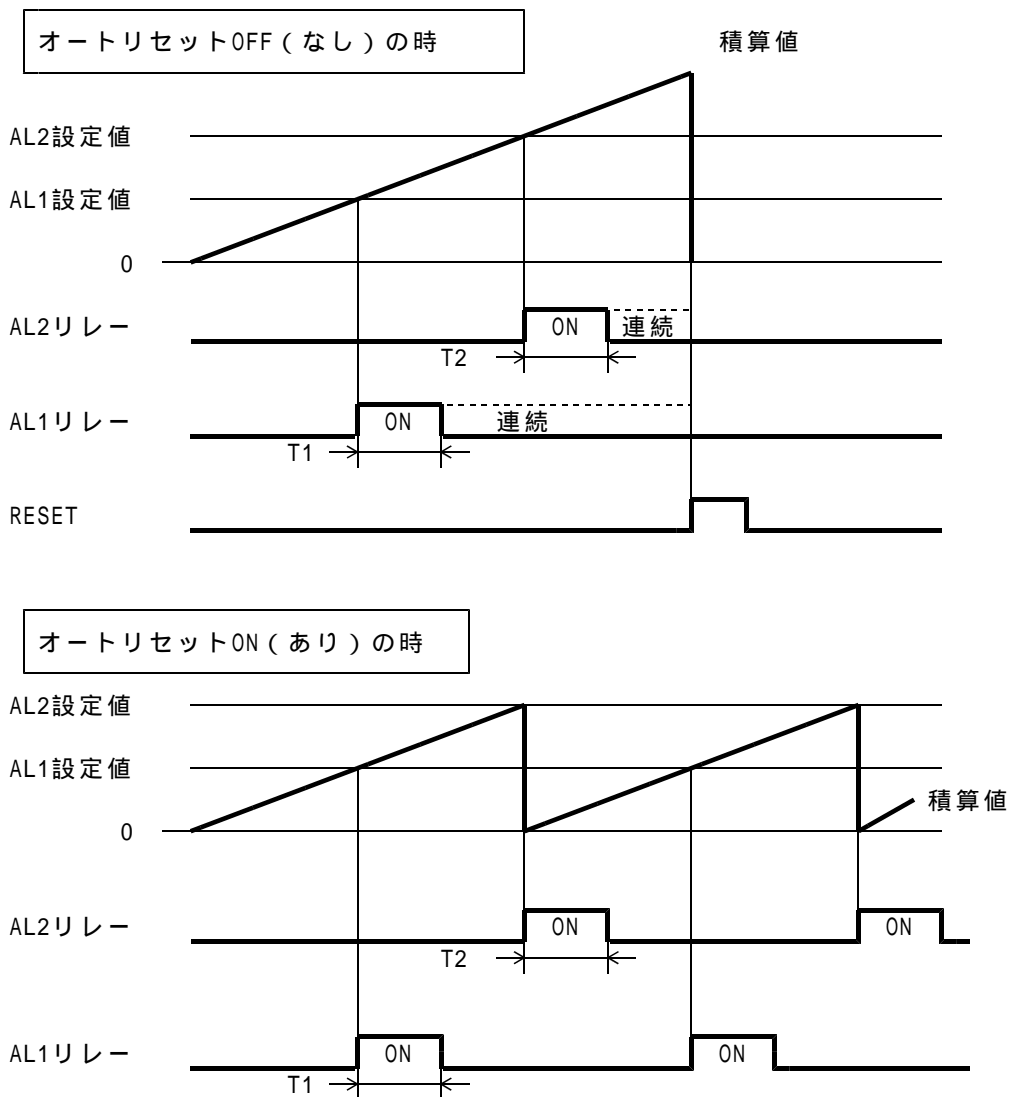 オートリセットOFF（なし）の時
積算値
AL2設定値
AL1設定値
0
AL2リレー
ON
連続
T2
AL1リレー
ON
連続
T1
RESET
オートリセットON（あり）の時
AL2設定値
AL1設定値
積算値
0
AL2リレー
ON
ON
T2
AL1リレー
ON
ON
T1